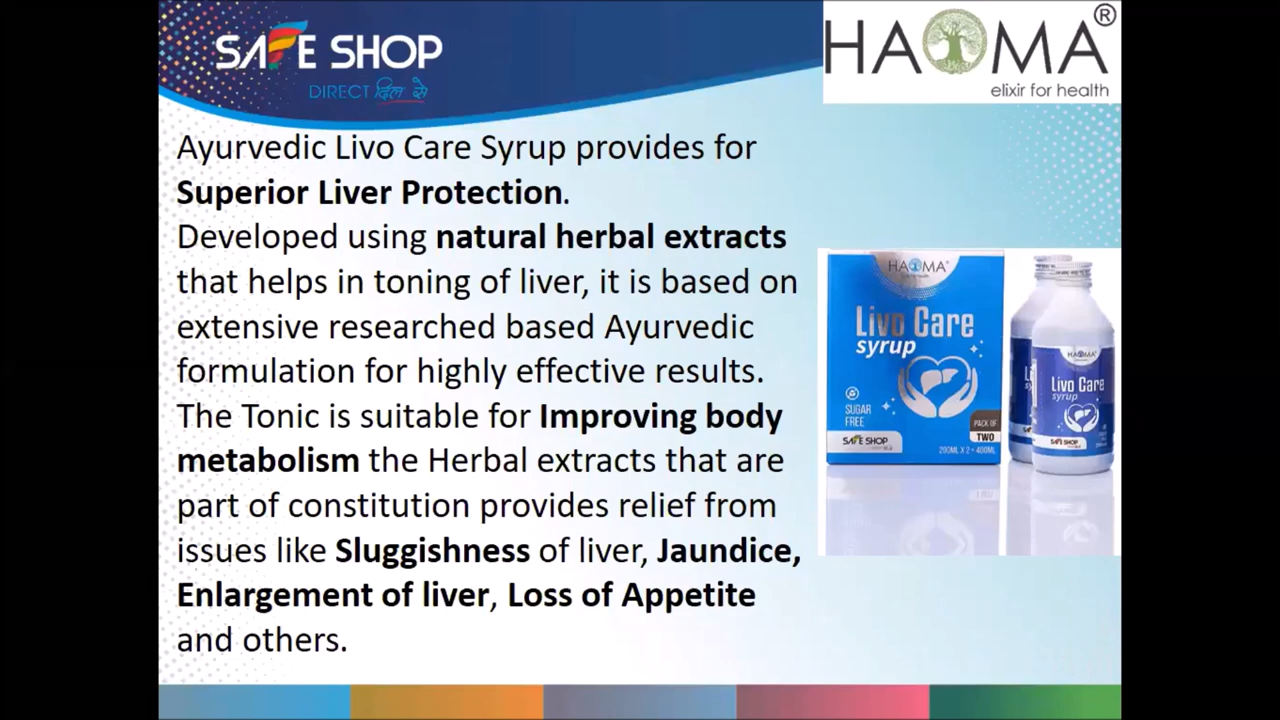 SAFE SHOP
DIRECT दिल से
HAOMA®
elixir for health
Ayurvedic Livo Care Syrup provides for
Superior Liver Protection.
Developed using natural herbal extracts
that helps in toning of liver, it is based on
extensive researched based Ayurvedic
formulation for highly effective results.
The Tonic is suitable for Improving body
metabolism the Herbal extracts that are
part of constitution provides relief from
issues like Sluggishness of liver, Jaundice,
Enlargement of liver, Loss of Appetite
and others.
HAOMA
Livo Care
syrup
SUGAR
FREE
SAFE SHOP
PACK OF
TWO
200ML X 2 = 400ML
HAOMA
Livo Care
syrup
SAFE SHOP